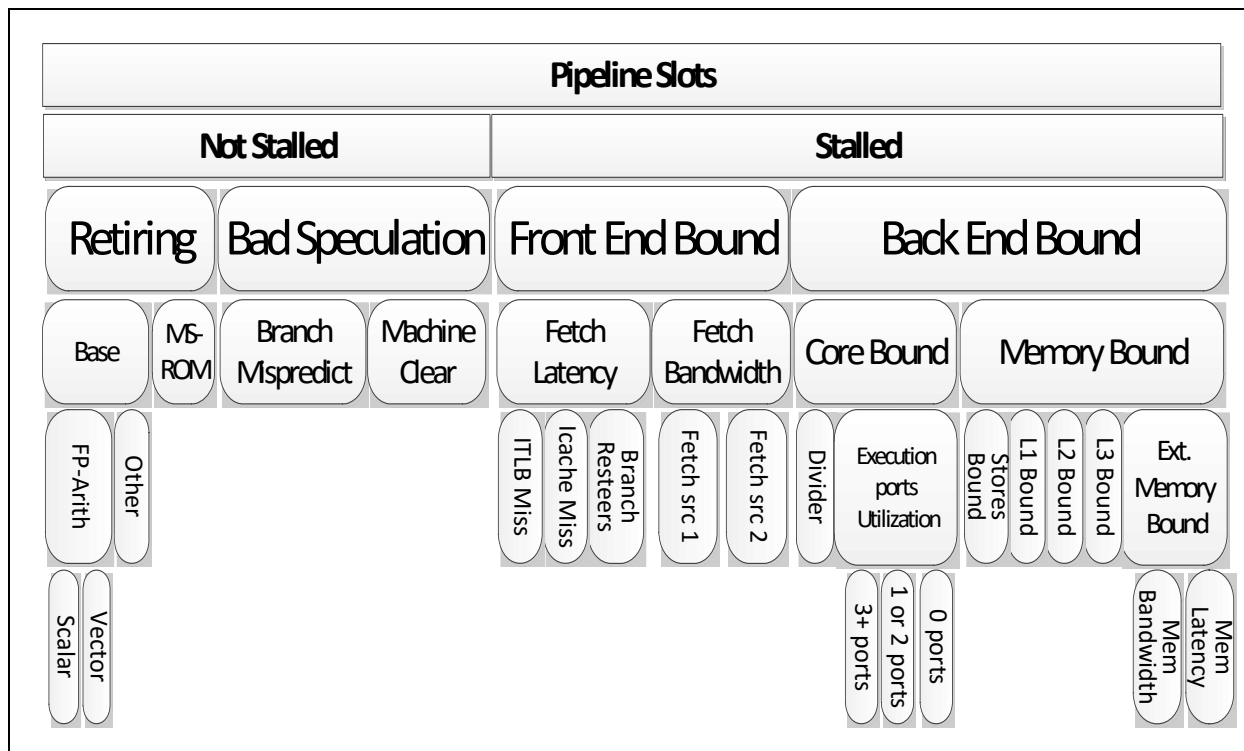 Pipeline Slots
Not Stalled
Stalled
Retiring
Bad Speculation
Front End Bound
Back End Bound
Base
MS-
ROM
Branch
Mispredict
Machine
Clear
Fetch
Latency
Fetch
Bandwidth
Core Bound
Memory Bound
FP-Arith
Other
ITLB Miss
Icache Miss
Branch
Resteers
Fetch src 1
Fetch src 2
Divider
Execution
ports
Utilization
Stores
Bound
L1 Bound
L2 Bound
L3 Bound
Ext.
Memory
Bound
Scalar
Vector
3+ ports
1 or 2 ports
0 ports
Mem
Bandwidth
Mem
Latency